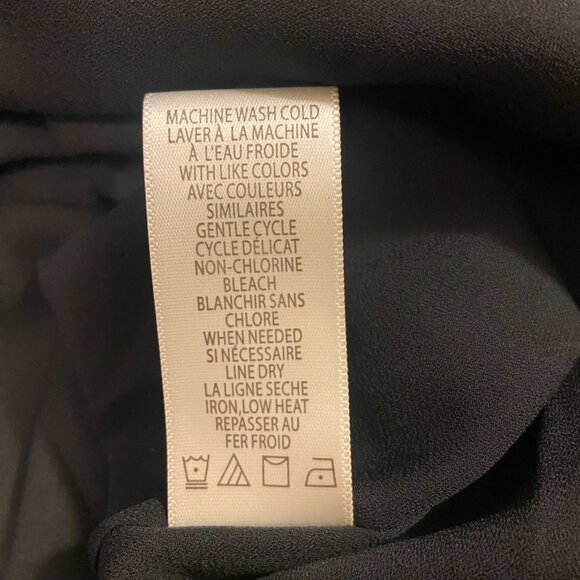 MACHINE WASH COLD
LAVER À LA MACHINE
À L'EAU FROIDE
WITH LIKE COLORS
AVEC COULEURS
SIMILAIRES
GENTLE CYCLE
CYCLE DÉLICAT
NON-CHLORINE
BLEACH
BLANCHIR SANS
CHLORE
WHEN NEEDED
SI NÉCESSAIRE
LINE DRY
LA LIGNE SECHE
IRON,LOW HEAT
REPASSER AU
FER FROID